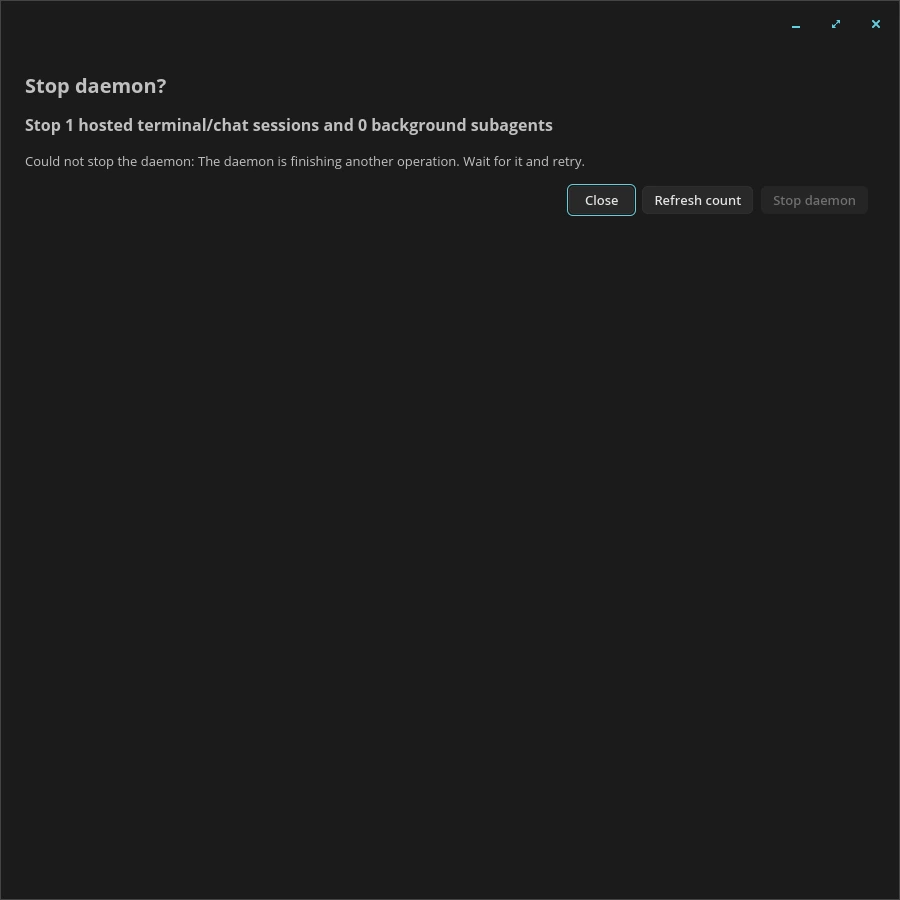 Stop daemon?
Stop 1 hosted terminal/chat sessions and 0 background subagents
Could not stop the daemon: The daemon is finishing another operation. Wait for it and retry.
Close Refresh count Stop daemon